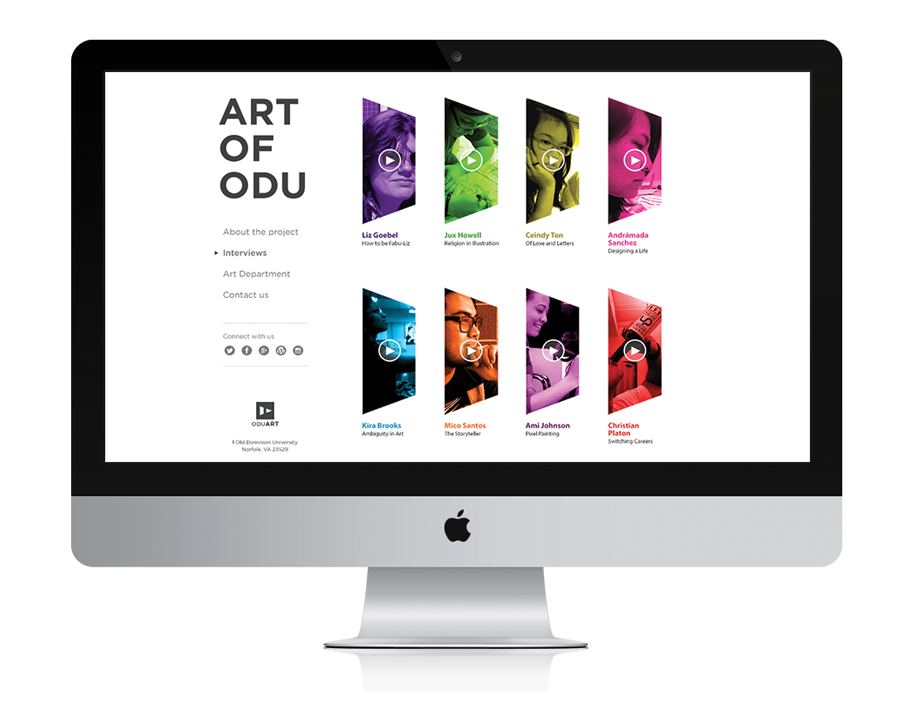 ART
OF
ODU
About the project
Interviews
Art Department
Contact us
Connect with us
ODUART
Old Dominion University
Norfolk, VA 23529
Liz Goebel
How to be Fabu-Liz
Jux Howell
Religion in Illustration
Ceindy Ton
Of Love and Letters
Andrámada
Sanchez
Designing a Life
Kira Brooks
Ambiguity in Art
Mico Santos
The Storyteller
Ami Johnson
Pixel Painting
Christian
Platon
Switching Careers